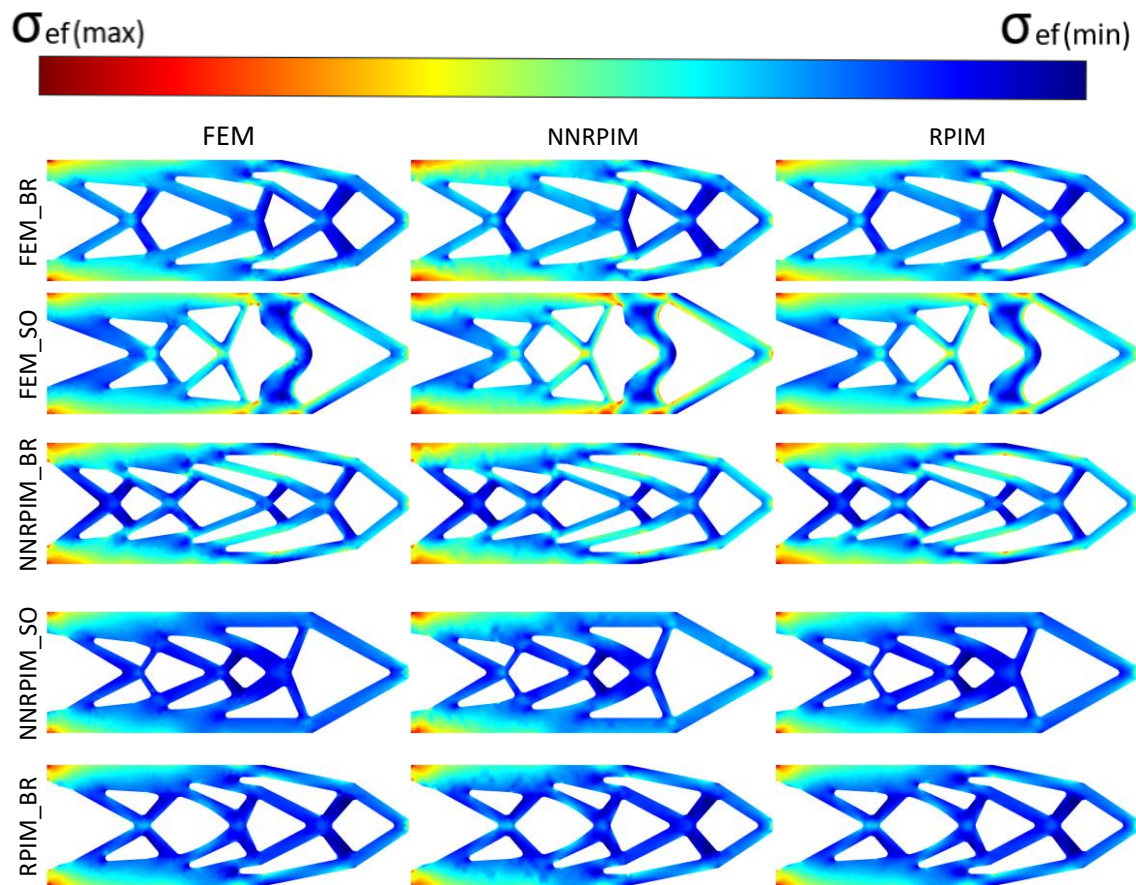 σef(max) σef(min)
FEM NNRPIM RPIM
FEM_BR
FEM_SO
NNRPIM_BR
NNRPIM_SO
RPIM_BR